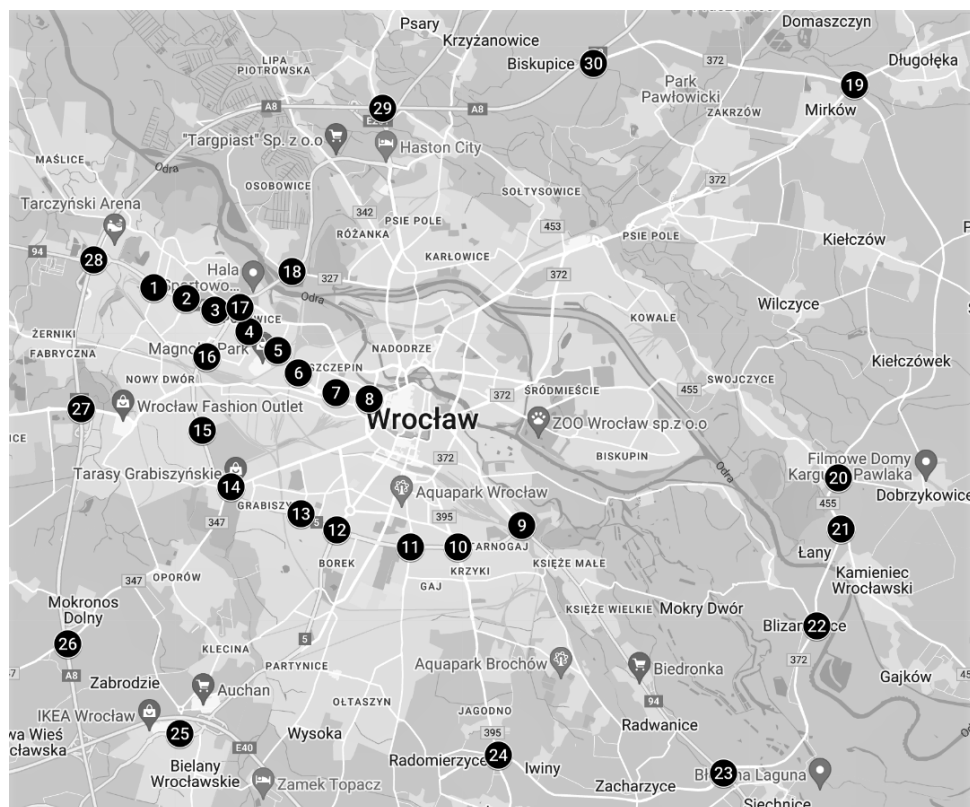 Psary
Krzyżanowice
Domaszczyn
Biskupice
30
372
Długołęka
LIPA
PIOTROWSKA
Park
Pawłowicki
19
A8
29
A8
ZAKRZÓW
Mirków
"Targpiast" Sp. z o.o
Haston City
MAŚLICE
Odra
372
OSOBOWICE
SOŁTYSOWICE
Tarczyński Arena
342
PSIE POLE
RÓŻANKA
453
PSIE POLE
Kiełczów
94
28
KARŁOWICE
Hala
Sportowo...
18
327
372
1
2
3
17
Odra
Wilczyce
4
KOWALE
ŻERNIKI
Magnolia Park
5
NADODRZE
FABRYCZNA
16
6
SZCZEPIN
Kiełczówek
NOWY DWÓR
7
8
372
ŚRÓDMIEŚCIE
455
SWOJCZYCE
27
Wrocław Fashion Outlet
Wrocław
ZOO Wrocław sp.z o.o
15
372
BISKUPIN
Odra
Filmowe Domy
Tarasy Grabiszyńskie
14
Aquapark Wrocław
20
Dobrzykowice
GRABISZYN
13
5
12
395
9
455
21
347
11
10
TARNOGAJ
Łany
BOREK
KRZYKI
KSIĘŻE MAŁE
OPORÓW
GAJ
Kamieniec
Wrocławski
347
Mokronos
Dolny
KSIĘŻE WIELKIE
Mokry Dwór
22
26
5
KLECINA
372
A8
PARTYNICE
Aquapark Brochów
Biedronka
Gajków
Zabrodzie
Auchan
OŁTASZYN
94
IKEA Wrocław
JAGODNO
25
Wysoka
395
Radwanice
E40
24
Bielany
Wrocławskie
Radomierzyce
Iwiny
23
Zamek Topacz
Zacharzyce
Siechnice